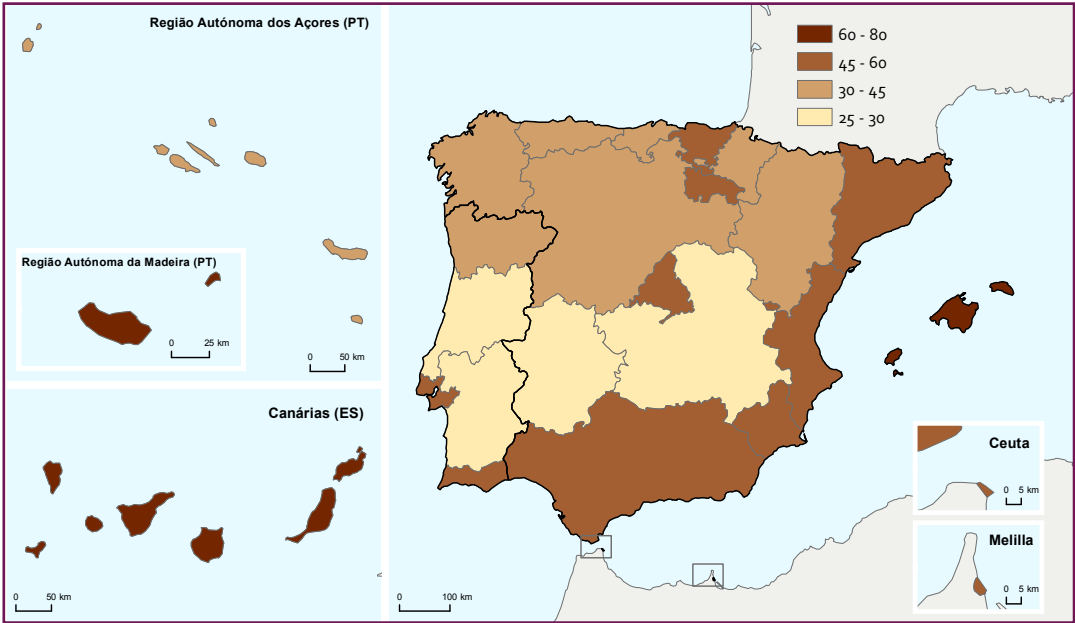 Região Autónoma dos Açores (PT)
Região Autónoma da Madeira (PT)
0 25 km
0 50 km
Canárias (ES)
0 50 km
60 - 80
45 - 60
30 - 45
25 - 30
0 100 km
Ceuta
0 5 km
Melilla
0 5 km